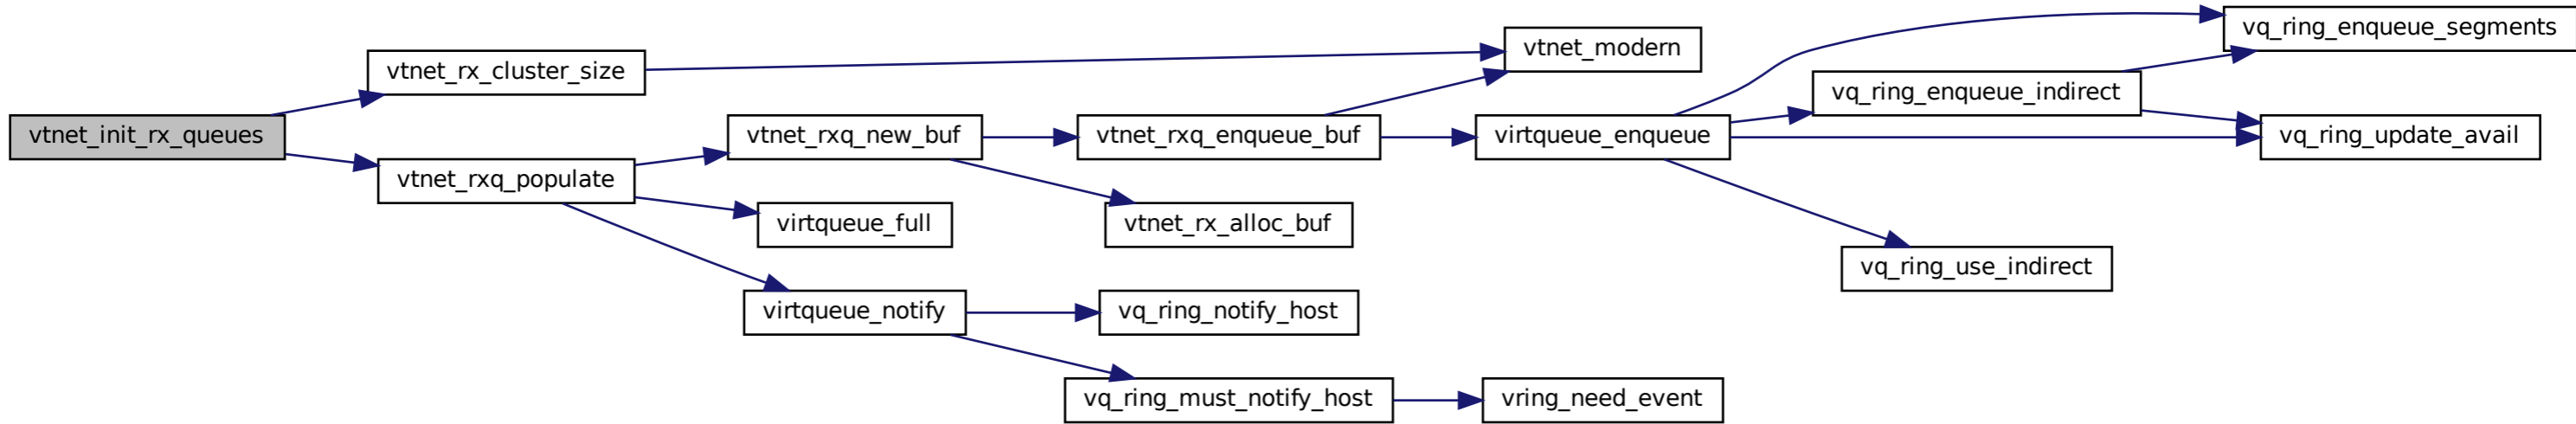 vtnet_init_rx_queues
vtnet_rx_cluster_size
vtnet_rxq_populate
vtnet_modern
vtnet_rxq_new_buf
virtqueue_full
virtqueue_notify
vtnet_rxq_enqueue_buf
vtnet_rx_alloc_buf
vq_ring_notify_host
vq_ring_must_notify_host
virtqueue_enqueue
vring_need_event
vq_ring_enqueue_segments
vq_ring_enqueue_indirect
vq_ring_update_avail
vq_ring_use_indirect